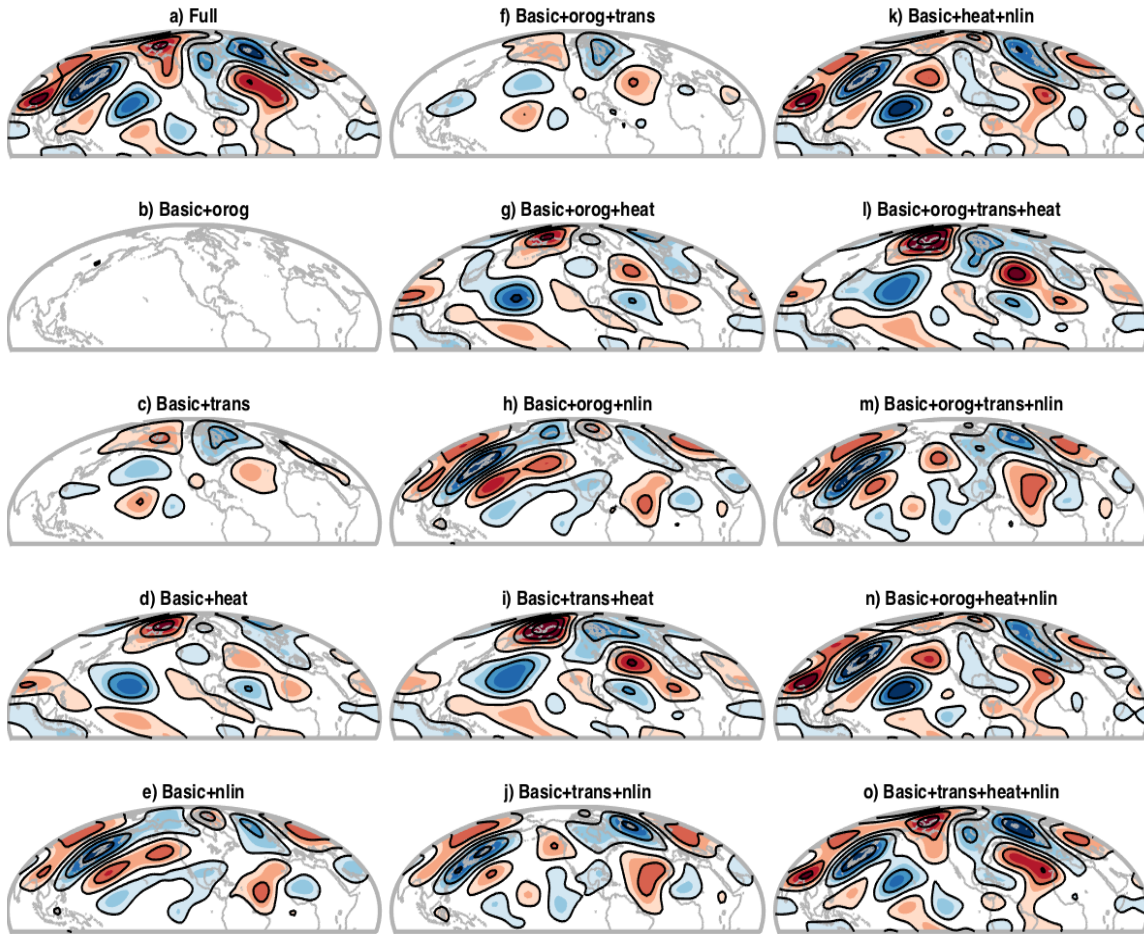 a) Full
f) Basic+orog+trans
k) Basic+heat+nlin
b) Basic+orog
g) Basic+orog+heat
l) Basic+orog+trans+heat
c) Basic+trans
h) Basic+orog+nlin
m) Basic+orog+trans+nlin
d) Basic+heat
i) Basic+trans+heat
n) Basic+orog+heat+nlin
e) Basic+nlin
j) Basic+trans+nlin
o) Basic+trans+heat+nlin